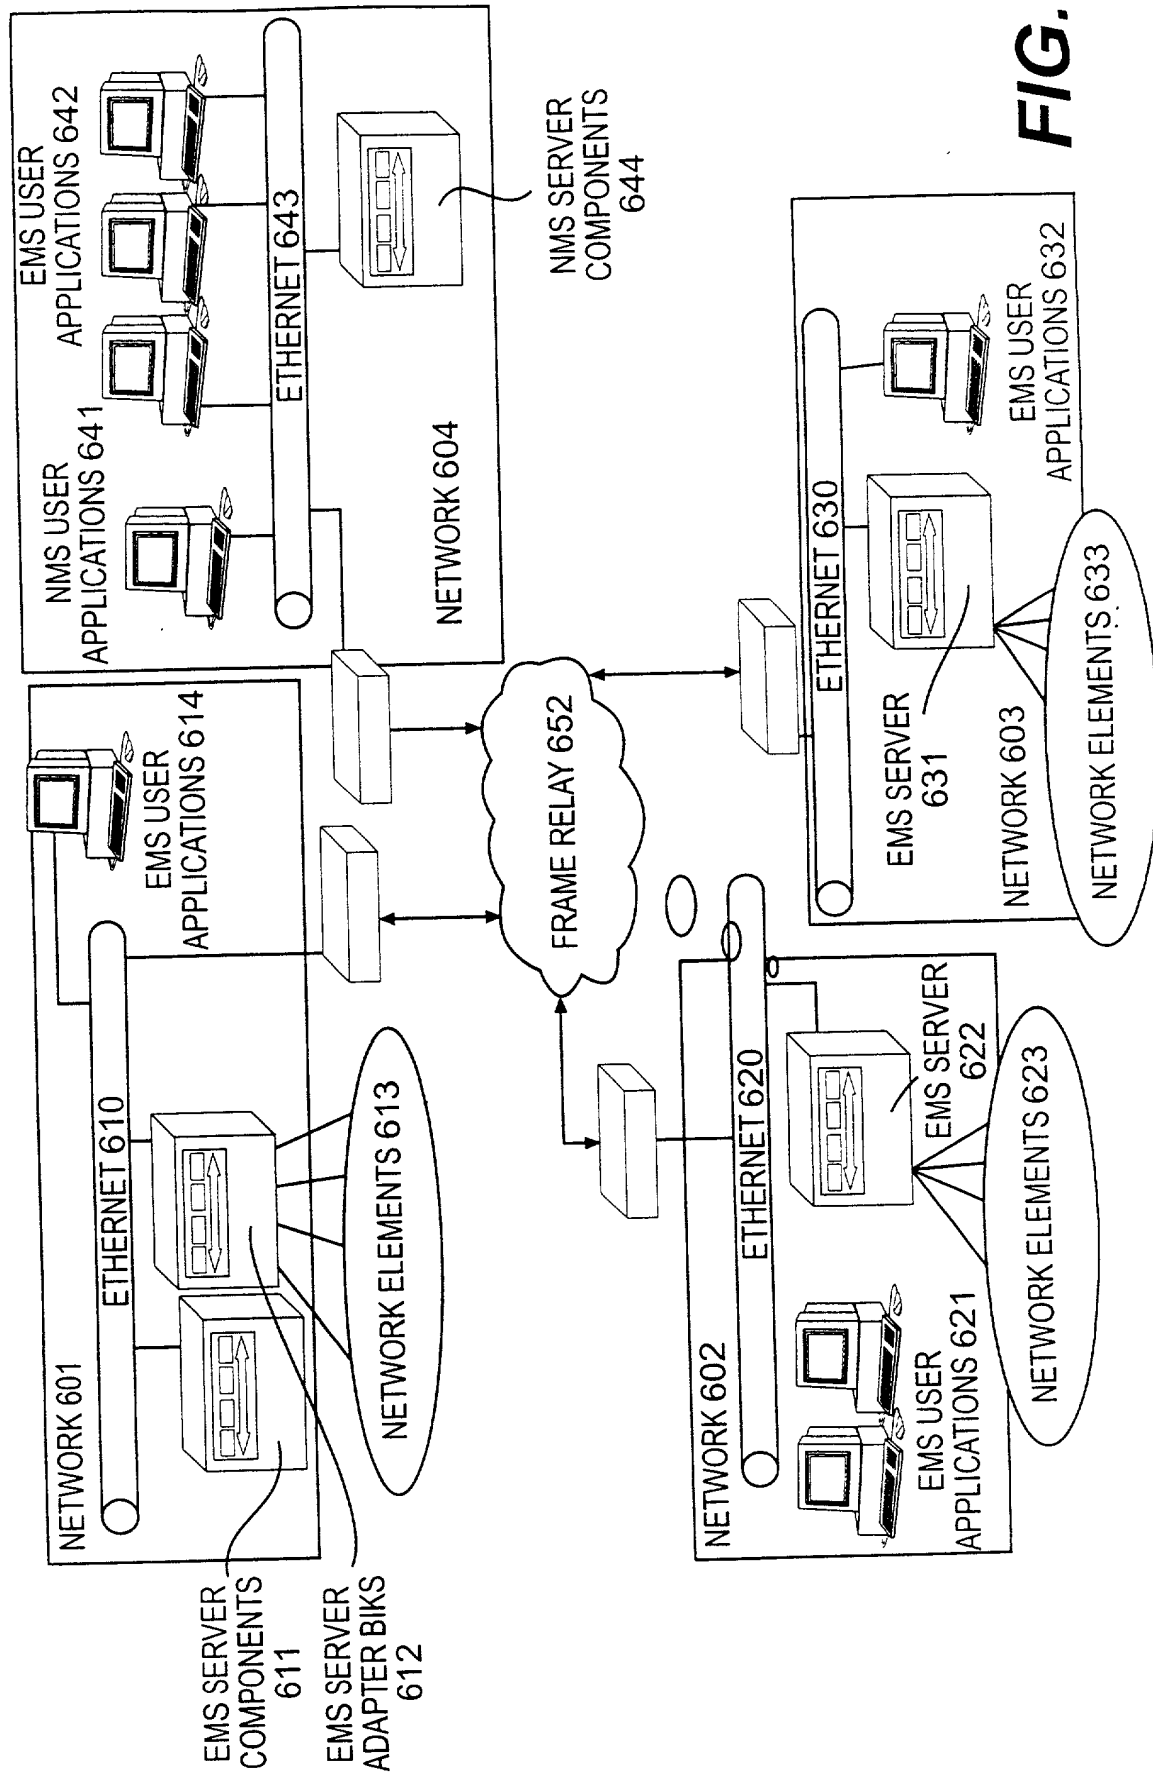 NETWORK 601
ETHERNET 610
EMS USER
APPLICATIONS 614
EMS SERVER
COMPONENTS
611
EMS SERVER
ADAPTER BIKS
612
NETWORK ELEMENTS 613
NMS USER
APPLICATIONS 641
EMS USER
APPLICATIONS 642
ETHERNET 643
NETWORK 604
NMS SERVER
COMPONENTS
644
FRAME RELAY 652
NETWORK 602
ETHERNET 620
EMS USER
APPLICATIONS 621
EMS SERVER
622
NETWORK ELEMENTS 623
ETHERNET 630
EMS SERVER
631
NETWORK 603
EMS USER
APPLICATIONS 632
NETWORK ELEMENTS 633
FIG.